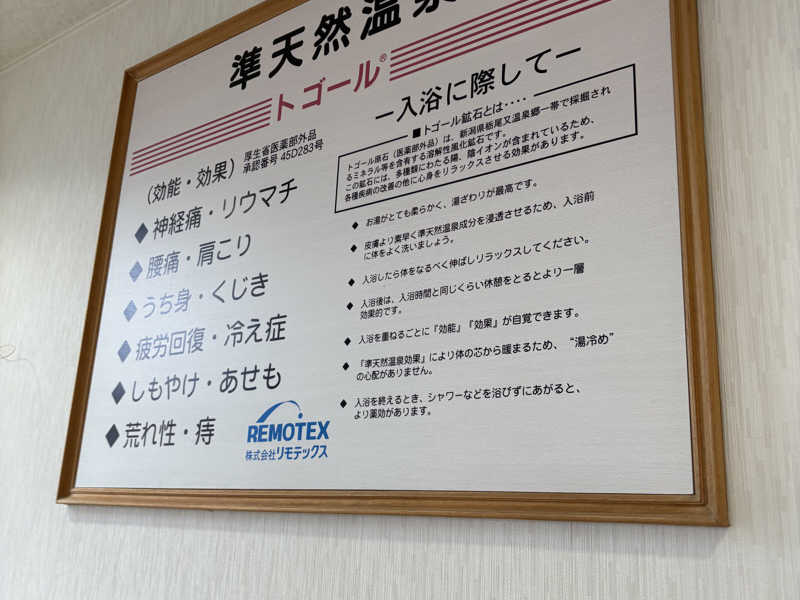 準天然温泉
トゴール®
(効能・効果)
厚生省医薬部外品
承認番号 45D283号
◆神経痛・リウマチ
◆腰痛・肩こり
◆うち身・くじき
◆疲労回復・冷え症
◆しもやけ・あせも
◆荒れ性・痔
REMOTEX
株式会社リモテックス
ー入浴に際してー
■トゴール鉱石とは‥‥
トゴール原石(医薬部外品)は、新潟県栃尾又温泉郷一帯で採掘され
るミネラル等を含有する溶解性風化鉱石です。
この鉱石には、多種類にわたる陽、陰イオンが含まれているため、
各種疾病の改善の他に心身をリラックスさせる効果があります。
◆ お湯がとても柔らかく、湯ざわりが最高です。
◆ 皮膚より素早く準天然温泉成分を浸透させるため、入浴前
に体をよく洗いましょう。
◆ 入浴したら体をなるべく伸ばしリラックスしてください。
◆ 入浴後は、入浴時間と同じくらい休憩をとるとより一層
効果的です。
◆ 入浴を重ねるごとに『効能』『効果』が自覚できます。
◆ 『準天然温泉効果』により体の芯から暖まるため、“湯冷め”
の心配がありません。
◆ 入浴を終えるとき、シャワーなどを浴びずにあがると、
より薬効があります。